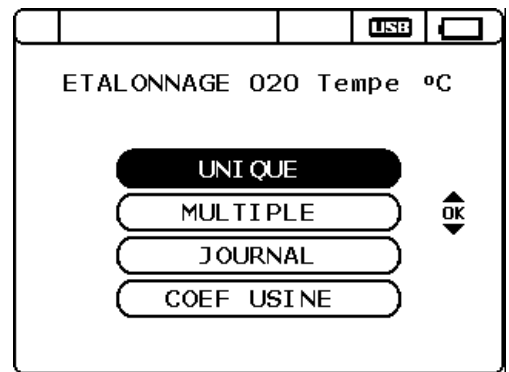 USB
ETALONNAGE 020 Tempe ºC
UNIQUE
MULTIPLE
OK
JOURNAL
COEF USINE